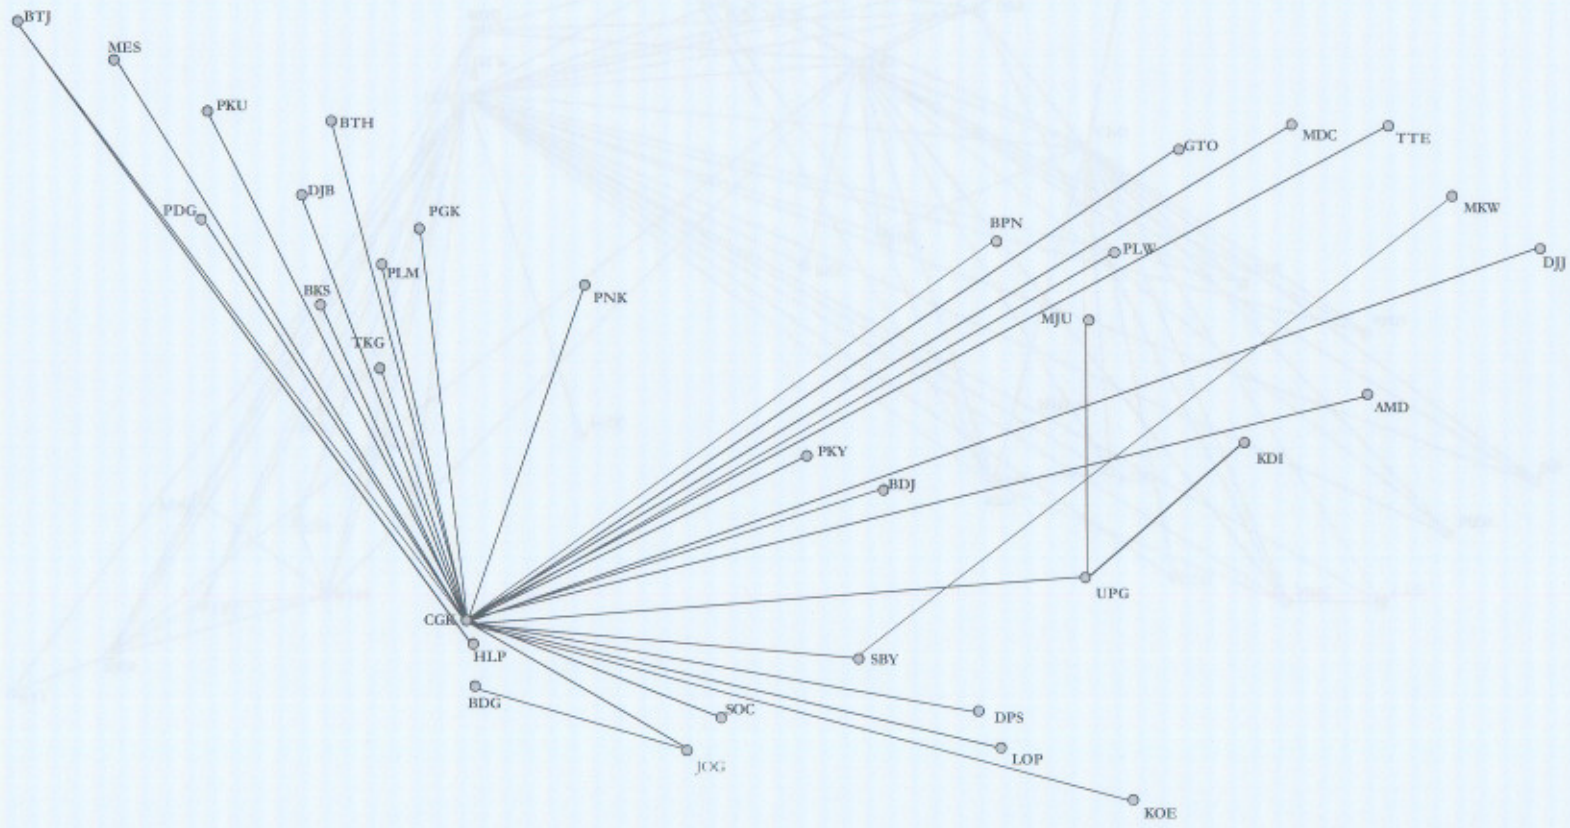 BTJ
MES
PKU
BTH
GTO
MDC
TTE
DJB
PDG
PGK
BPN
MKW
PLW
DJJ
PLM
BKS
PNK
MJU
TKG
AMD
PKY
KDI
BDJ
UPG
CGK
HLP
SBY
BDG
SOC
DPS
JOG
LOP
KOE